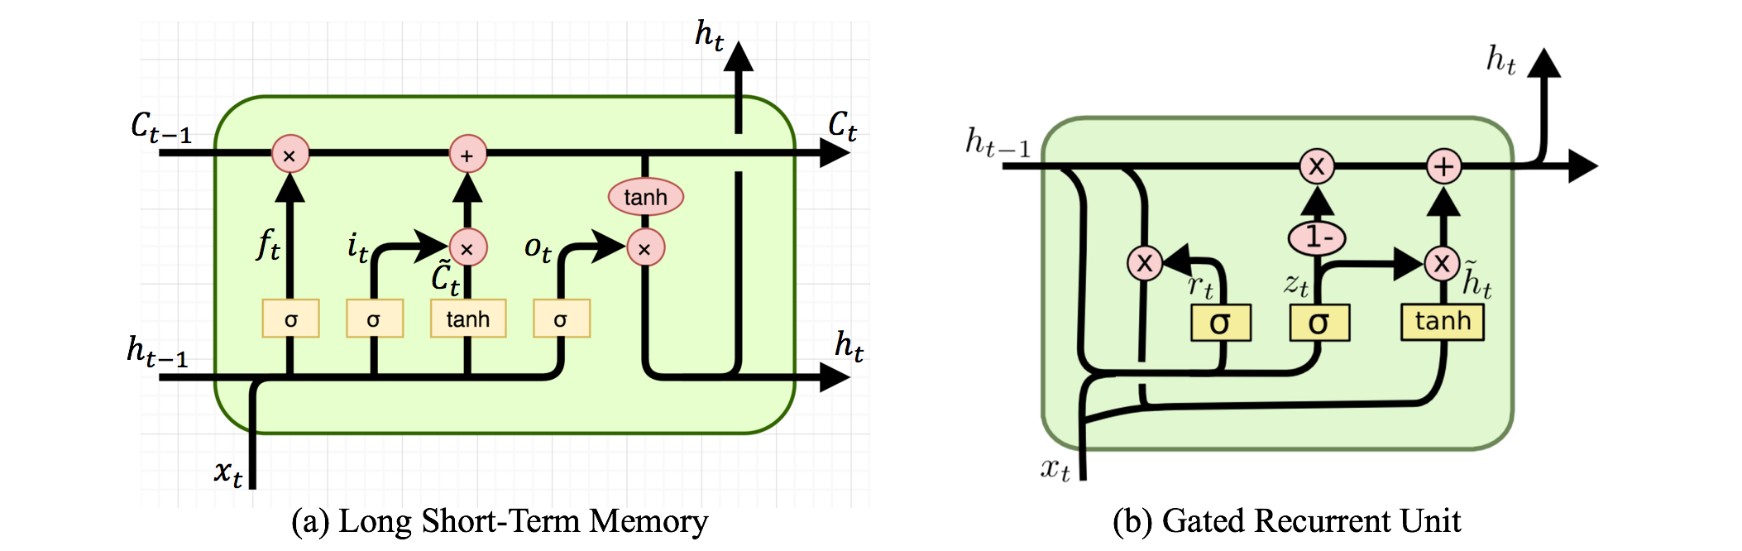 h_t
C_{t-1}
C_t
×
+
tanh
f_t
i_t
×
C̃_t
o_t
×
σ
σ
tanh
σ
h_{t-1}
h_t
x_t
(a) Long Short-Term Memory
h_t
h_{t-1}
x
+
1-
x
r_t
z_t
x
h̃_t
σ
σ
tanh
x_t
(b) Gated Recurrent Unit